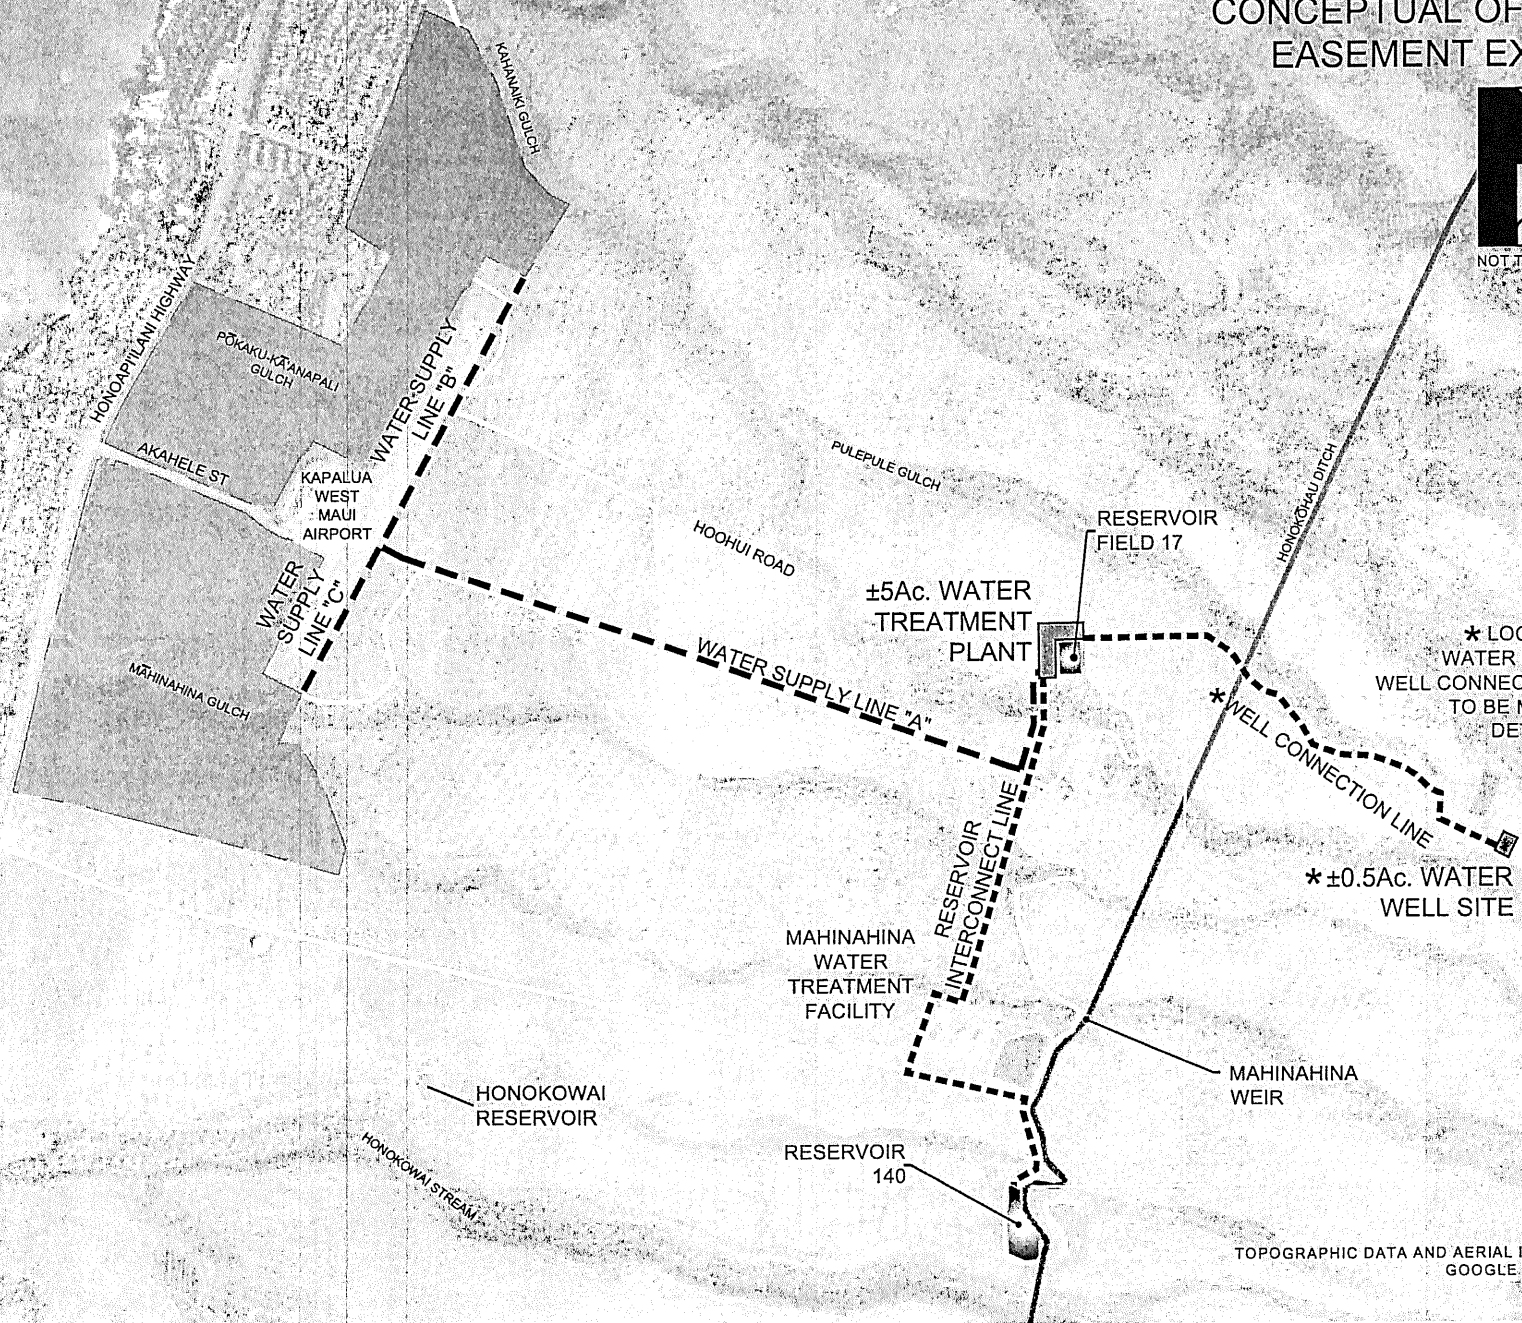 CONCEPTUAL OF
EASEMENT EX
NOT T
KAHANAIKI GULCH
HONOAPI'ILANI HIGHWAY
PŌKAKU-KĀ'ANAPALI
GULCH
WATER SUPPLY
LINE "B"
AKAHELE ST
KAPALUA
WEST
MAUI
AIRPORT
WATER
SUPPLY
LINE "C"
MĀHINAHINA GULCH
PULEPULE GULCH
HOOHUI ROAD
HONOKŌHAU DITCH
RESERVOIR
FIELD 17
±5Ac. WATER
TREATMENT
PLANT
WATER SUPPLY LINE "A"
* LOC
WATER
WELL CONNEC
TO BE M
DE
* WELL CONNECTION LINE
* ±0.5Ac. WATER
WELL SITE
RESERVOIR
INTERCONNECT LINE
MAHINAHINA
WATER
TREATMENT
FACILITY
MAHINAHINA
WEIR
HONOKOWAI
RESERVOIR
HONOKOWAI STREAM
RESERVOIR
140
TOPOGRAPHIC DATA AND AERIAL
GOOGLE